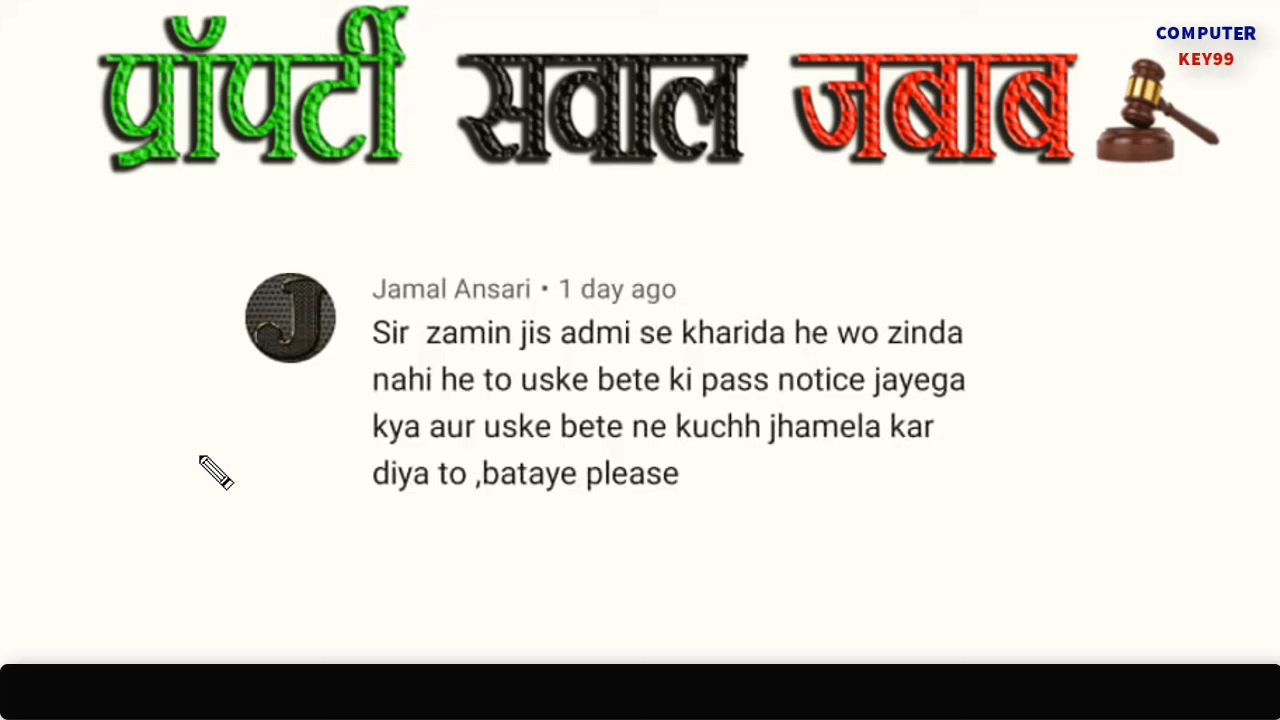 प्रॉपर्टी सवाल जबाब
COMPUTER
KEY99
Jamal Ansari • 1 day ago
Sir zamin jis admi se kharida he wo zinda
nahi he to uske bete ki pass notice jayega
kya aur uske bete ne kuchh jhamela kar
diya to ,bataye please